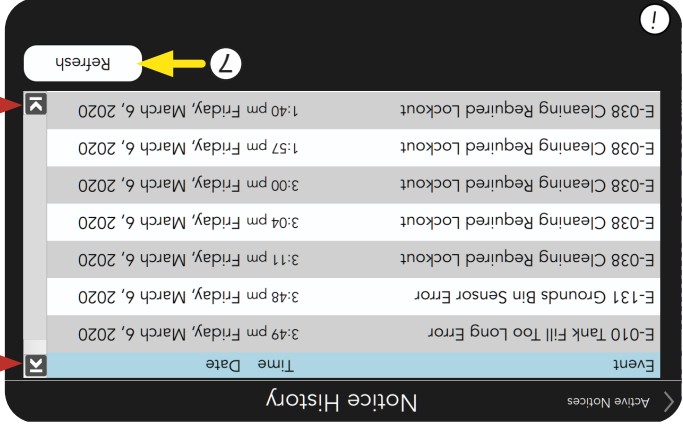 Active Notices
Notice History
Event Time Date
E-010 Tank Fill Too Long Error 3:49 pm Friday, March 6, 2020
E-131 Grounds Bin Sensor Error 3:48 pm Friday, March 6, 2020
E-038 Cleaning Required Lockout 3:11 pm Friday, March 6, 2020
E-038 Cleaning Required Lockout 3:04 pm Friday, March 6, 2020
E-038 Cleaning Required Lockout 3:00 pm Friday, March 6, 2020
E-038 Cleaning Required Lockout 1:57 pm Friday, March 6, 2020
E-038 Cleaning Required Lockout 1:40 pm Friday, March 6, 2020
7
Refresh
i